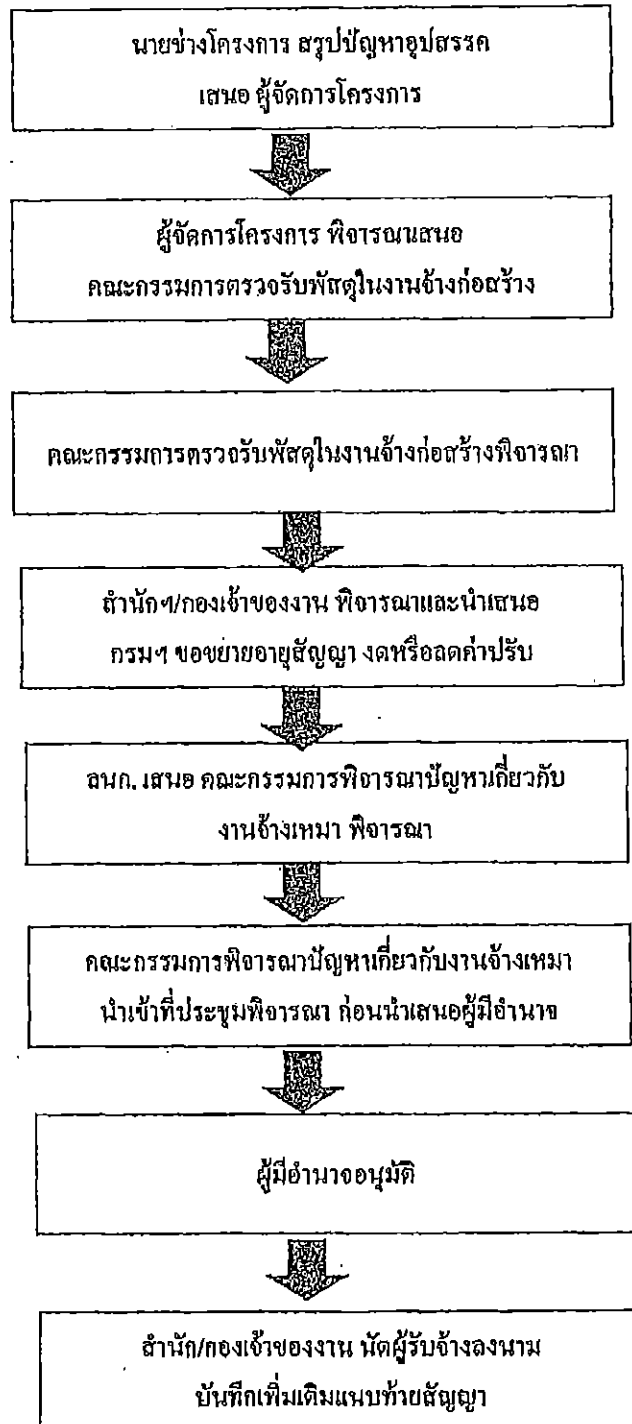 นายช่างโครงการ สรุปปัญหาอุปสรรค
เสนอ ผู้จัดการโครงการ
ผู้จัดการโครงการ พิจารณาเสนอ
คณะกรรมการตรวจรับพัสดุในงานจ้างก่อสร้าง
คณะกรรมการตรวจรับพัสดุในงานจ้างก่อสร้างพิจารณา
สำนักฯ/กองเจ้าของงาน พิจารณาและนำเสนอ
กรมฯ ขอขยายอายุสัญญา งดหรือลดค่าปรับ
ลนก. เสนอ คณะกรรมการพิจารณาปัญหาเกี่ยวกับ
งานจ้างเหมา พิจารณา
คณะกรรมการพิจารณาปัญหาเกี่ยวกับงานจ้างเหมา
นำเข้าที่ประชุมพิจารณา ก่อนนำเสนอผู้มีอำนาจ
ผู้มีอำนาจอนุมัติ
สำนัก/กองเจ้าของงาน นัดผู้รับจ้างลงนาม
บันทึกเพิ่มเติมแนบท้ายสัญญา